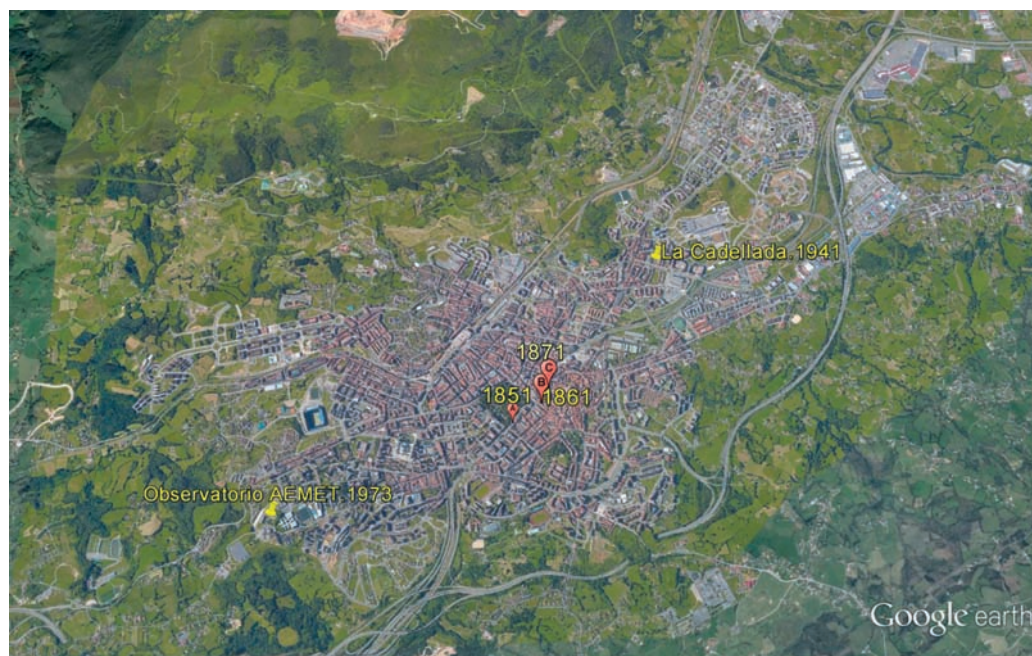 La Cadellada.1941
1871
C
B
1851
1861
A
Observatorio AEMET.1973
Google earth